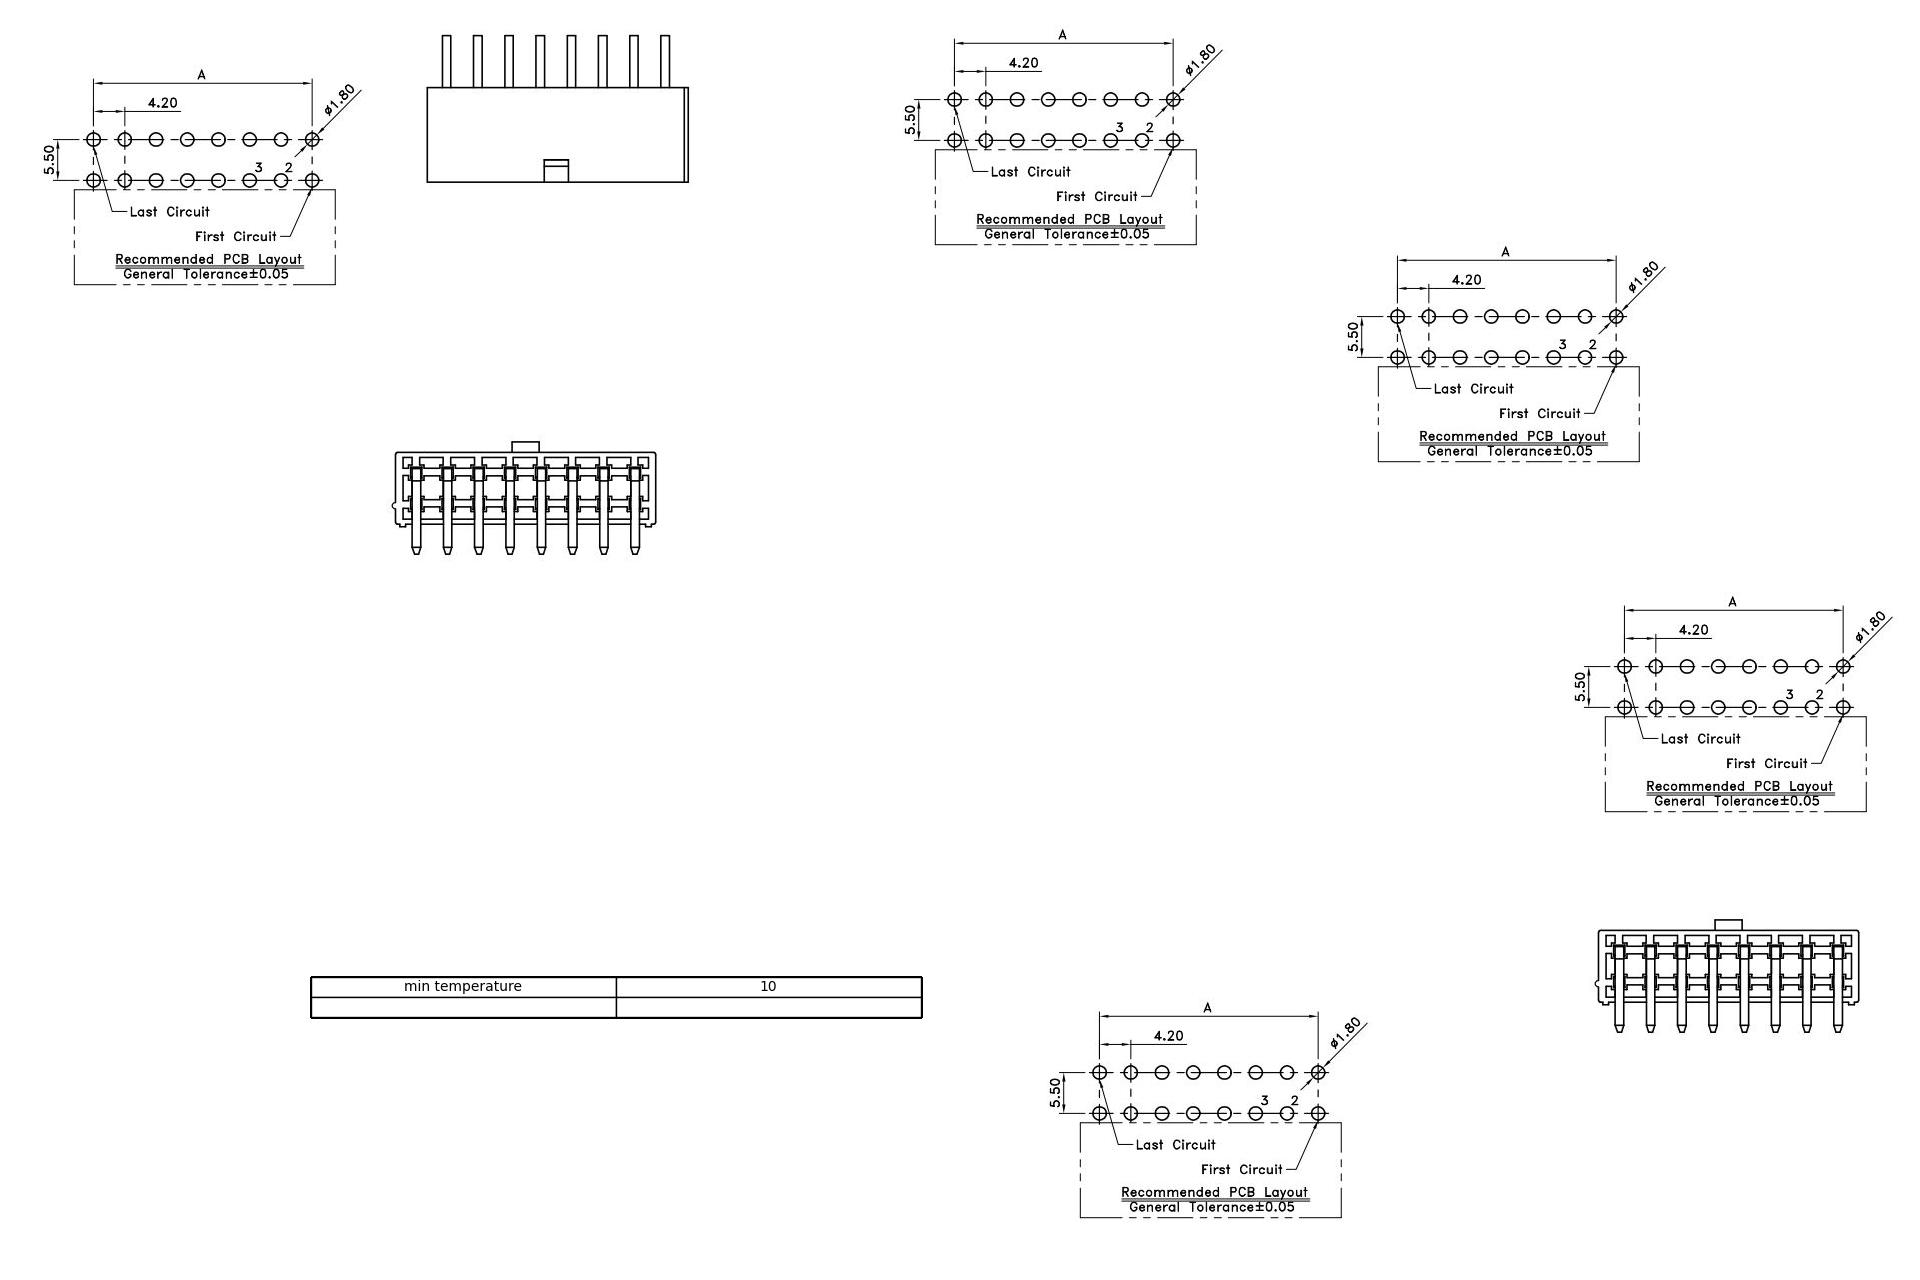 A
4.20
ø1.80
5.50
3 2
Last Circuit
First Circuit
Recommended PCB Layout
General Tolerance±0.05
A
4.20
ø1.80
5.50
3 2
Last Circuit
First Circuit
Recommended PCB Layout
General Tolerance±0.05
A
4.20
ø1.80
5.50
3 2
Last Circuit
First Circuit
Recommended PCB Layout
General Tolerance±0.05
A
4.20
ø1.80
5.50
3 2
Last Circuit
First Circuit
Recommended PCB Layout
General Tolerance±0.05
min temperature 10
A
4.20
ø1.80
5.50
3 2
Last Circuit
First Circuit
Recommended PCB Layout
General Tolerance±0.05